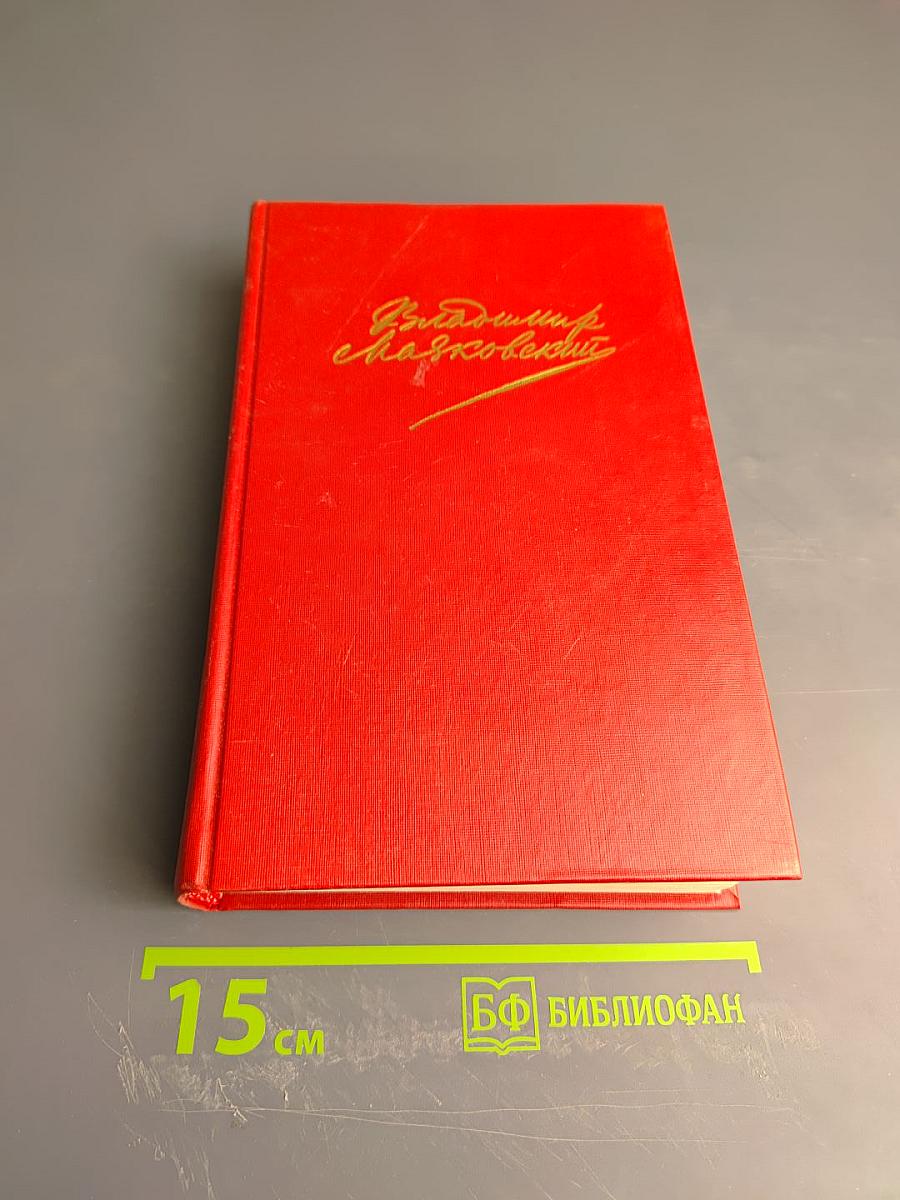 Владимир
Маяковский
15 см
БФ БИБЛИОФАН